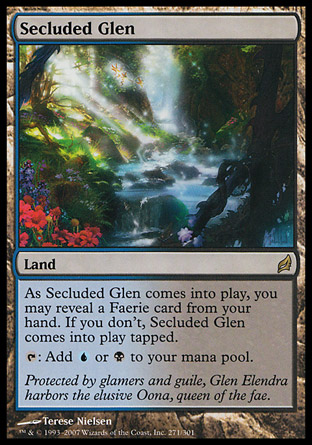 Secluded Glen
Land
As Secluded Glen comes into play, you
may reveal a Faerie card from your
hand. If you don't, Secluded Glen
comes into play tapped.
: Add or to your mana pool.
Protected by glamers and guile, Glen Elendra
harbors the elusive Oona, queen of the fae.
Terese Nielsen
™ & © 1993-2007 Wizards of the Coast, Inc. 271/301